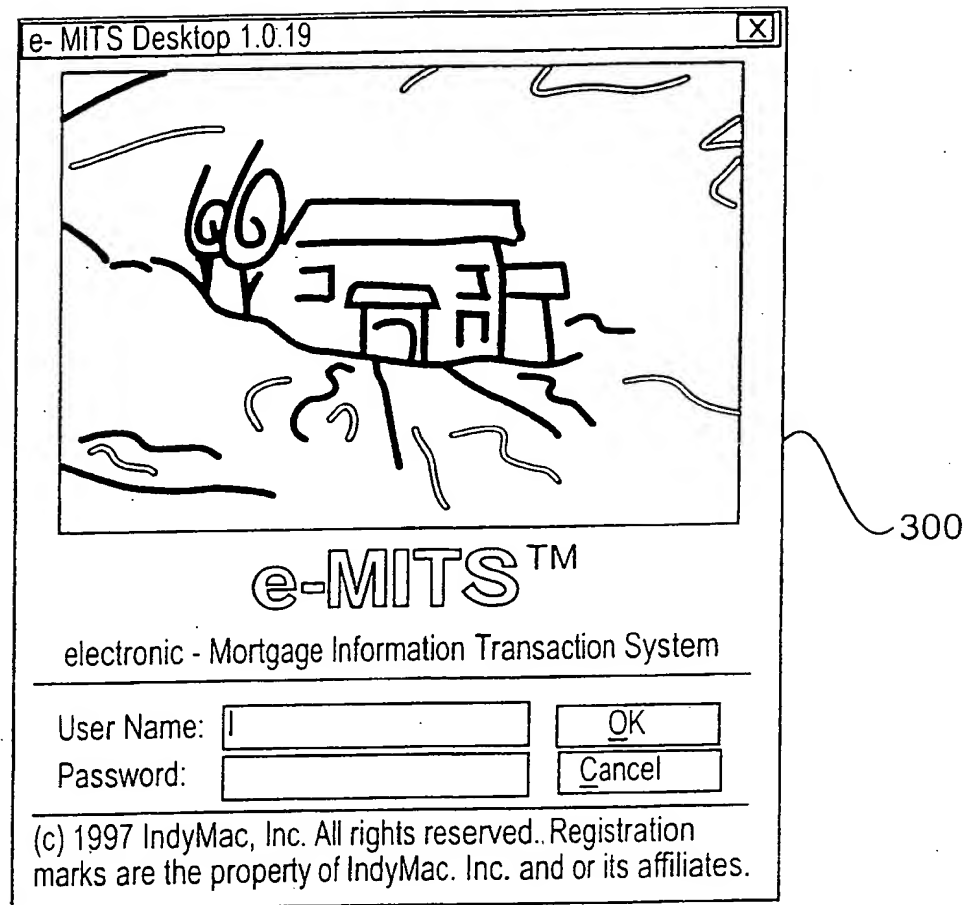 e- MITS Desktop 1.0.19 X
300
e-MITS™
electronic - Mortgage Information Transaction System
User Name: OK
Password: Cancel
(c) 1997 IndyMac, Inc. All rights reserved. Registration
marks are the property of IndyMac. Inc. and or its affiliates.